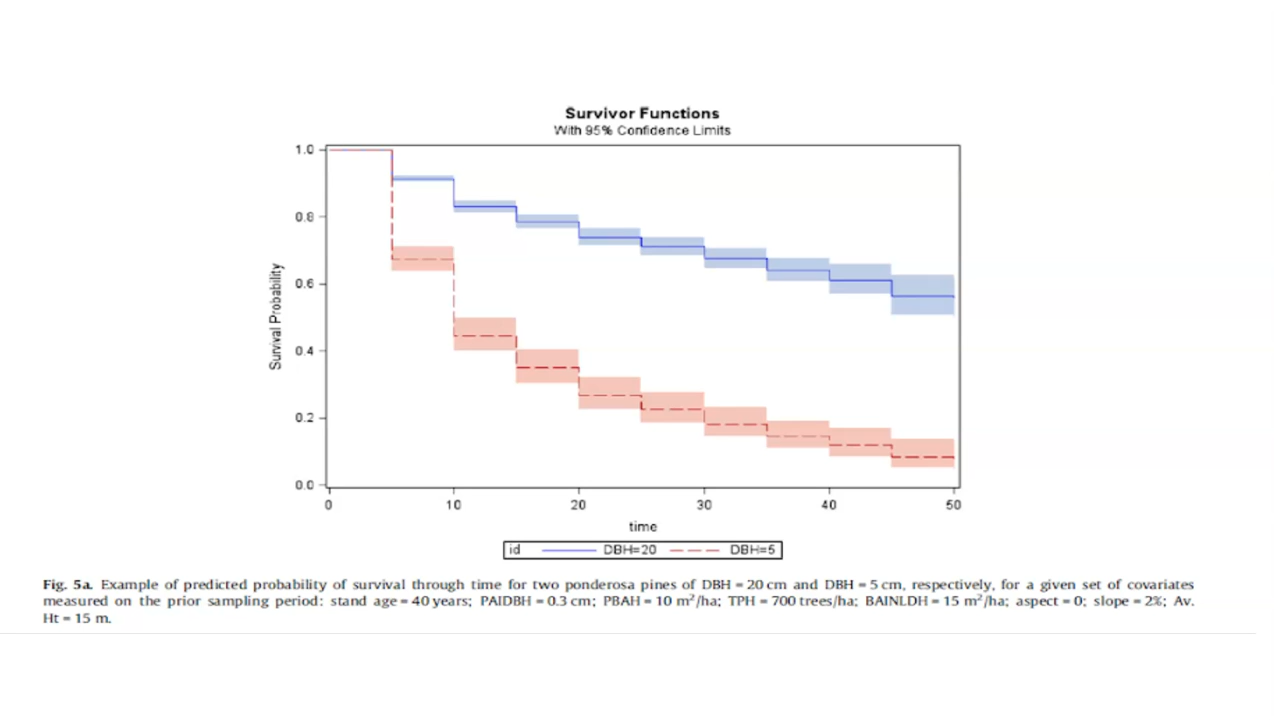 Survivor Functions
With 95% Confidence Limits
1.0
0.8
0.6
0.4
0.2
0.0
Survival Probability
0 10 20 30 40 50
time
id DBH=20 DBH=5
Fig. 5a. Example of predicted probability of survival through time for two ponderosa pines of DBH = 20 cm and DBH = 5 cm, respectively, for a given set of covariates
measured on the prior sampling period: stand age = 40 years; PAIDBH = 0.3 cm; PBAH = 10 m²/ha; TPH = 700 trees/ha; BAINLDH = 15 m²/ha; aspect = 0; slope = 2%; Av.
Ht = 15 m.